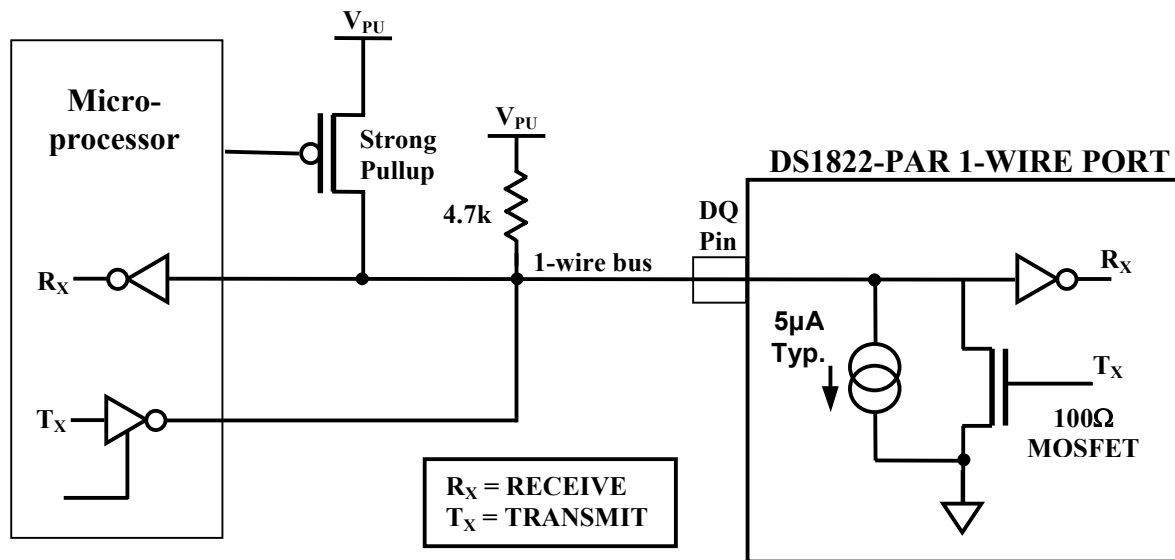 V_PU
Micro-
processor
Strong
Pullup
V_PU
4.7k
DS1822-PAR 1-WIRE PORT
DQ
Pin
1-wire bus
R_X
R_X
5µA
Typ.
T_X
100Ω
MOSFET
T_X
R_X = RECEIVE
T_X = TRANSMIT